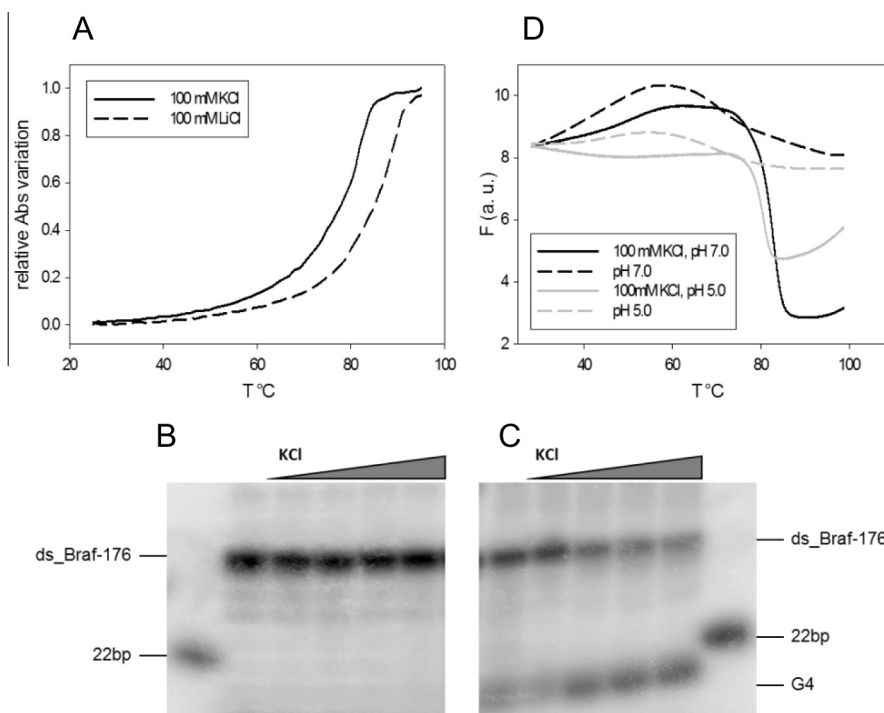 A
relative Abs variation
1.0
0.8
0.6
0.4
0.2
0.0
100 mMKCl
100 mMLiCl
20
40
60
80
100
T°C
D
F (a. u.)
10
8
6
4
2
100 mMKCl, pH 7.0
pH 7.0
100mMKCl, pH 5.0
pH 5.0
20
40
60
80
100
T°C
B
KCl
ds_Braf-176
22bp
C
KCl
ds_Braf-176
22bp
G4